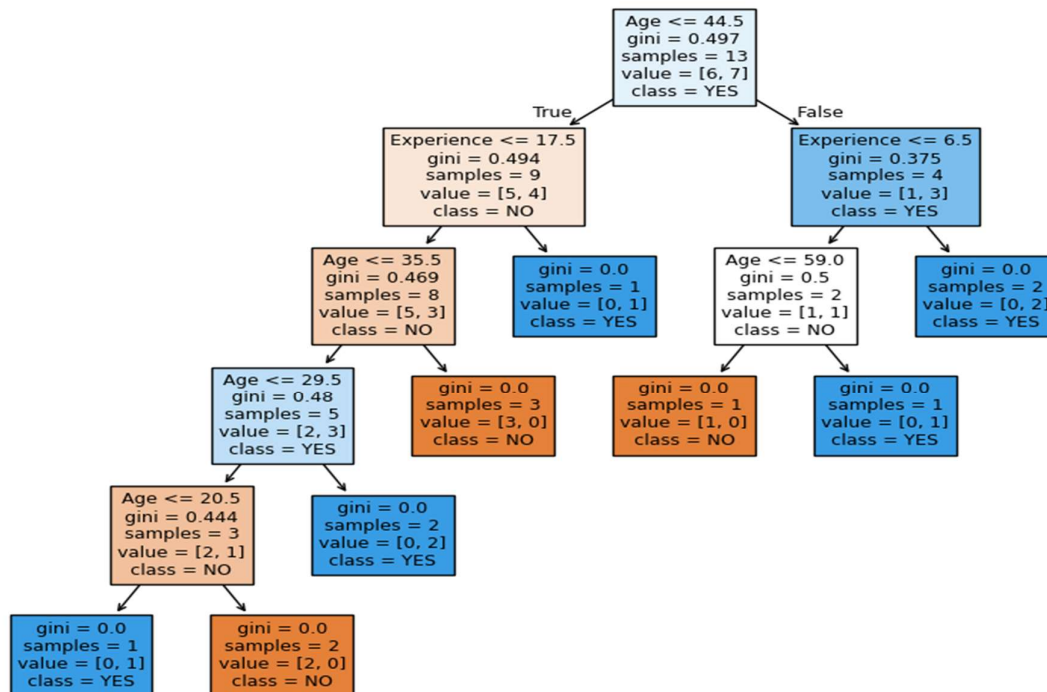 Age <= 44.5
gini = 0.497
samples = 13
value = [6, 7]
class = YES
True
False
Experience <= 17.5
gini = 0.494
samples = 9
value = [5, 4]
class = NO
Experience <= 6.5
gini = 0.375
samples = 4
value = [1, 3]
class = YES
Age <= 35.5
gini = 0.469
samples = 8
value = [5, 3]
class = NO
gini = 0.0
samples = 1
value = [0, 1]
class = YES
Age <= 59.0
gini = 0.5
samples = 2
value = [1, 1]
class = NO
gini = 0.0
samples = 2
value = [0, 2]
class = YES
Age <= 29.5
gini = 0.48
samples = 5
value = [2, 3]
class = YES
gini = 0.0
samples = 3
value = [3, 0]
class = NO
gini = 0.0
samples = 1
value = [1, 0]
class = NO
gini = 0.0
samples = 1
value = [0, 1]
class = YES
Age <= 20.5
gini = 0.444
samples = 3
value = [2, 1]
class = NO
gini = 0.0
samples = 2
value = [0, 2]
class = YES
gini = 0.0
samples = 1
value = [0, 1]
class = YES
gini = 0.0
samples = 2
value = [2, 0]
class = NO